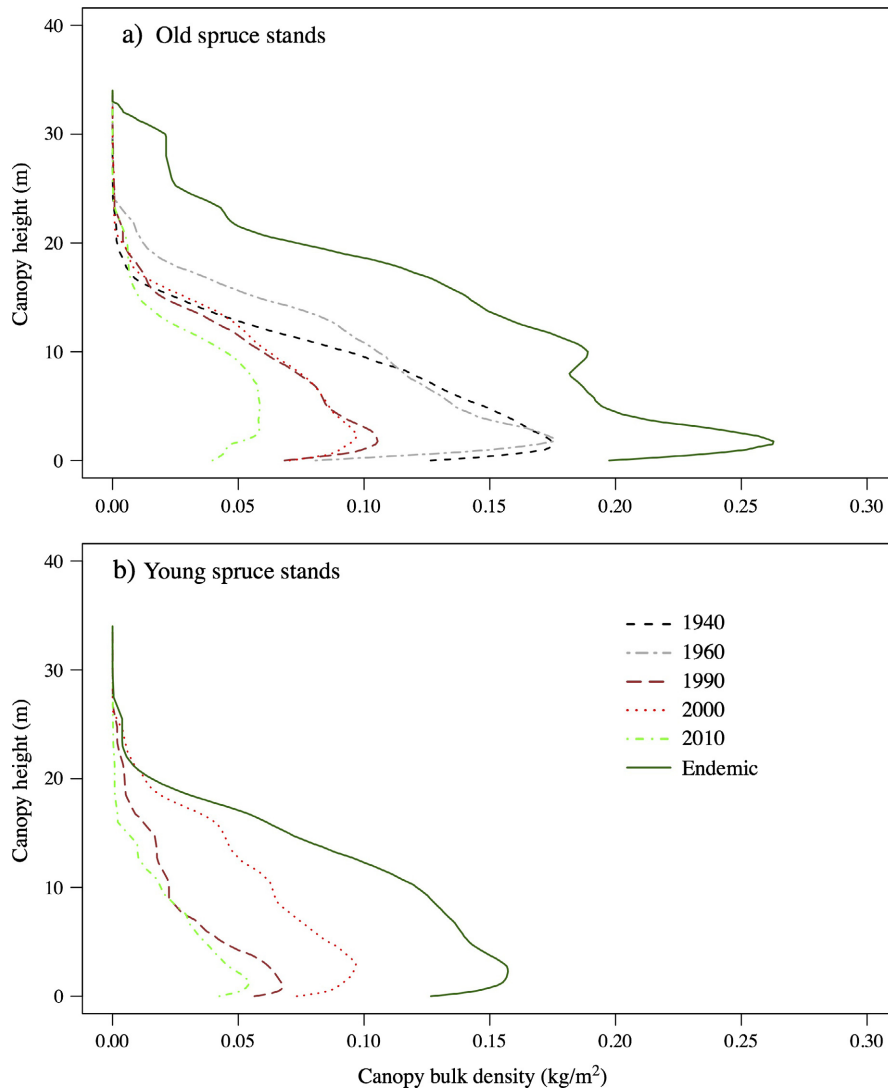 a) Old spruce stands
40
30
20
10
0
Canopy height (m)
0.00 0.05 0.10 0.15 0.20 0.25 0.30
b) Young spruce stands
40
30
20
10
0
Canopy height (m)
1940
1960
1990
2000
2010
Endemic
0.00 0.05 0.10 0.15 0.20 0.25 0.30
Canopy bulk density (kg/m²)